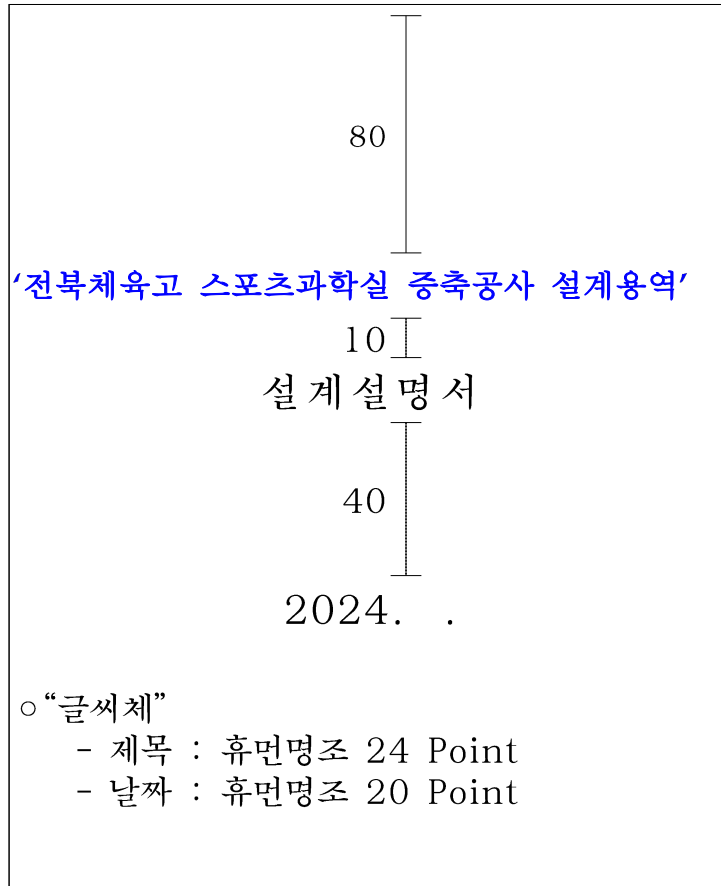 80
‘전북체육고 스포츠과학실 증축공사 설계용역’
10
설계설명서
40
2024.  .
○“글씨체”
- 제목 : 휴먼명조 24 Point
- 날짜 : 휴먼명조 20 Point